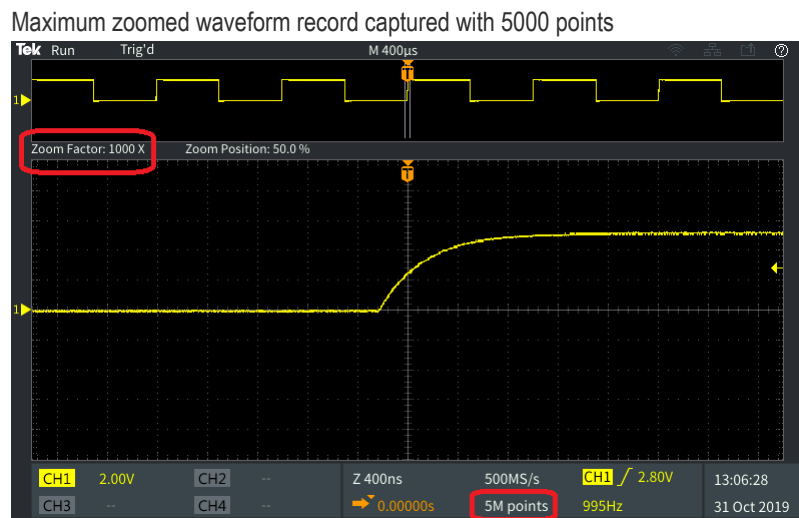 Maximum zoomed waveform record captured with 5000 points
Tek Run Trig'd M 400µs
T
1
Zoom Factor: 1000 X Zoom Position: 50.0 %
T
1
CH1 2.00V CH2 -- Z 400ns 500MS/s CH1 2.80V 13:06:28
CH3 -- CH4 -- 0.00000s 5M points 995Hz 31 Oct 2019